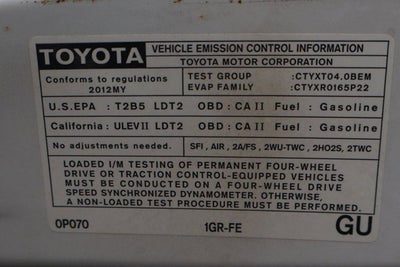 TOYOTA VEHICLE EMISSION CONTROL INFORMATION
TOYOTA MOTOR CORPORATION
Conforms to regulations
2012MY
TEST GROUP :CTYXT04.0BEM
EVAP FAMILY :CTYXR0165P22
U.S.EPA : T2B5 LDT2 OBD : CA II Fuel : Gasoline
California : ULEVII LDT2 OBD : CA II Fuel : Gasoline
No adjustments needed. SFI , AIR , 2A/FS , 2WU-TWC , 2HO2S , 2TWC
LOADED I/M TESTING OF PERMANENT FOUR-WHEEL
DRIVE OR TRACTION CONTROL-EQUIPPED VEHICLES
MUST BE CONDUCTED ON A FOUR-WHEEL
SPEED SYNCHRONIZED DYNAMOMETER. OTHERWISE,
A NON-LOADED TEST PROCEDURE MUST BE PERFORMED.
0P070 1GR-FE GU